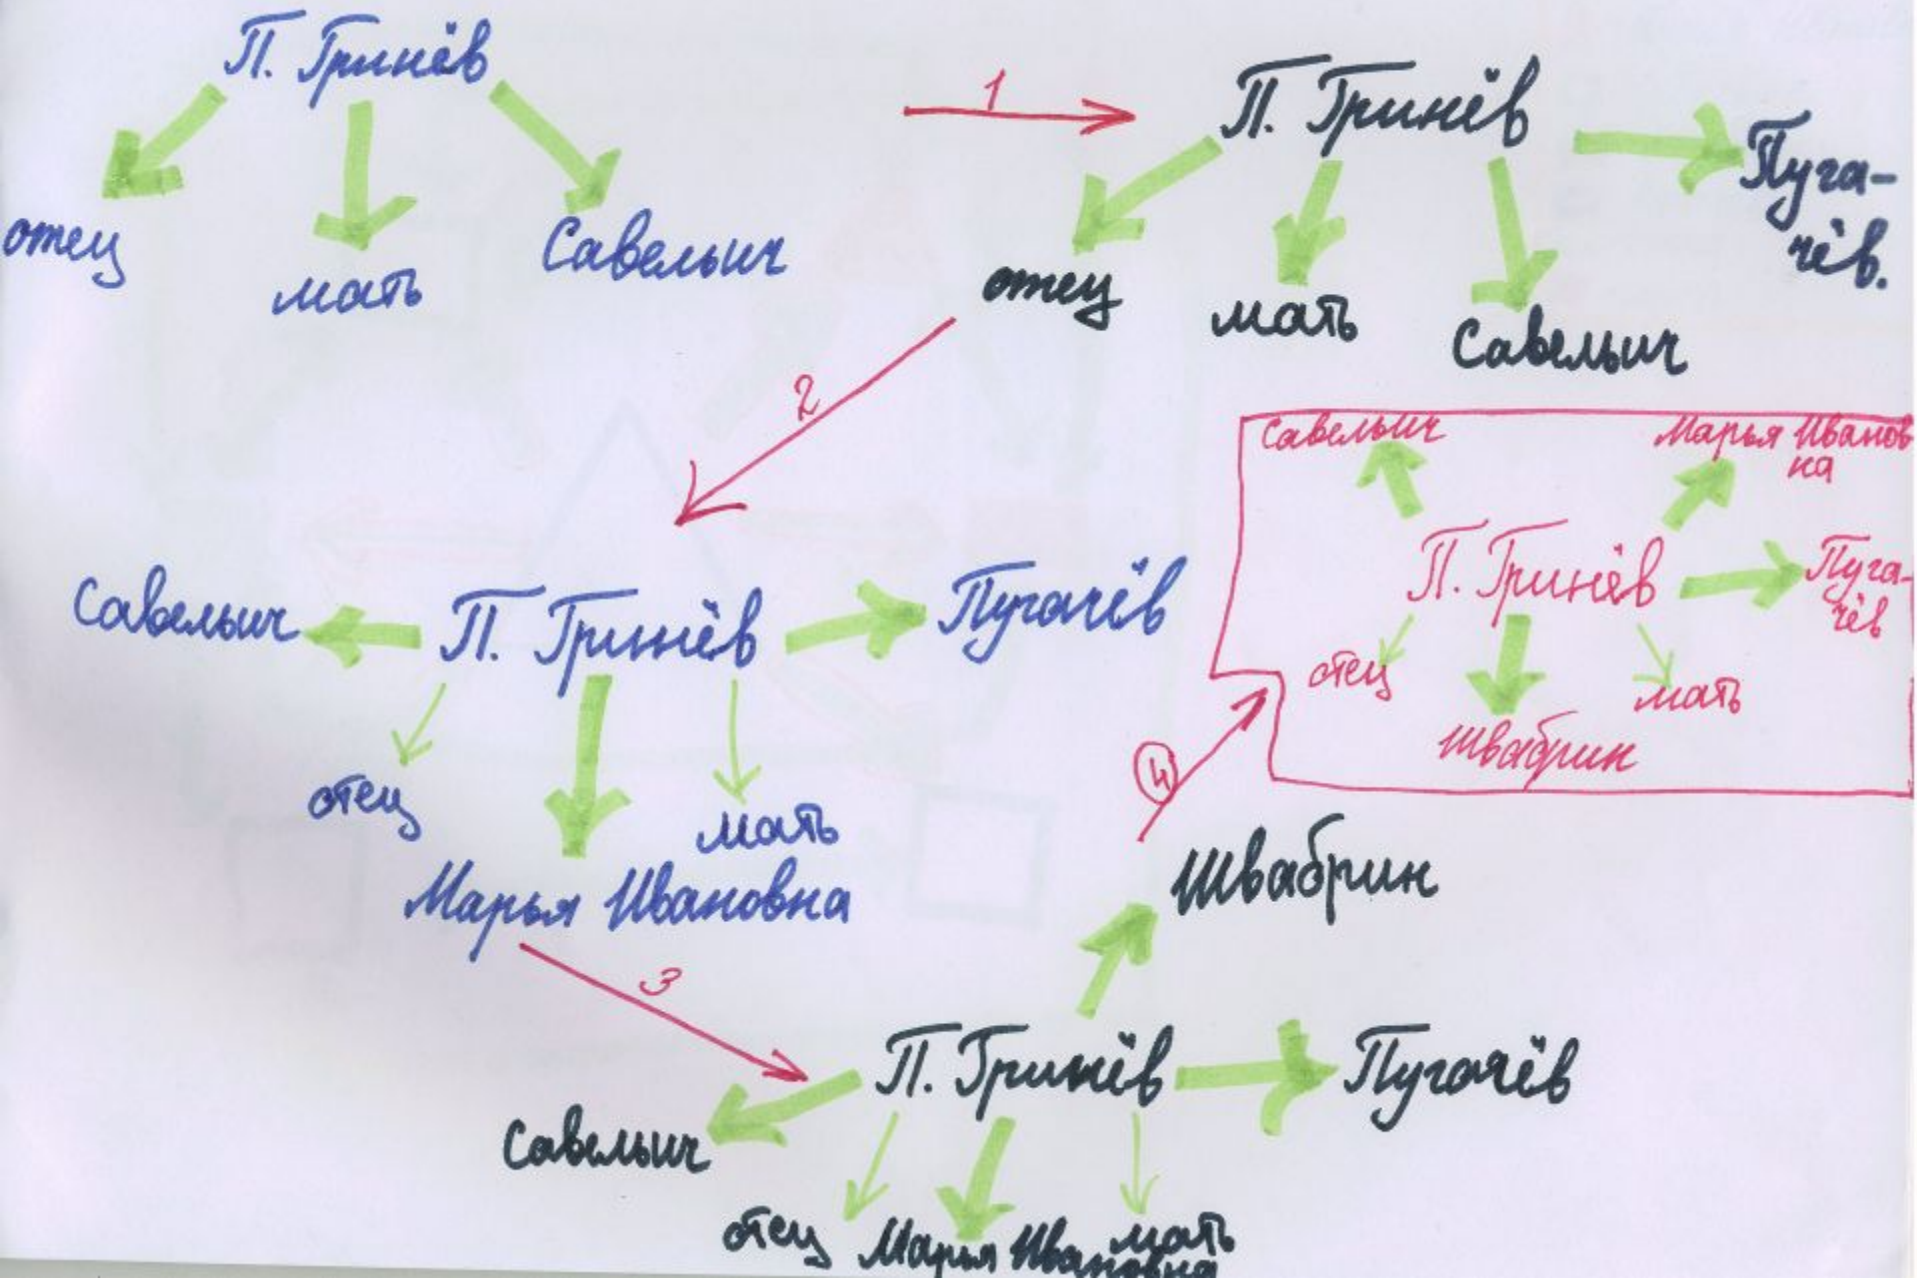 П. Гринёв
отец
мать
Савельич
1
П. Гринёв
отец
мать
Савельич
Пуга-
чёв.
2
Савельич
П. Гринёв
Пугачёв
отец
мать
Марья Ивановна
3
Швабрин
П. Гринёв
Пугачёв
Савельич
отец
Марья Ивановна
мать
4
Савельич
Марья Иванов
на
П. Гринёв
Пуга-
чёв
отец
мать
Швабрин